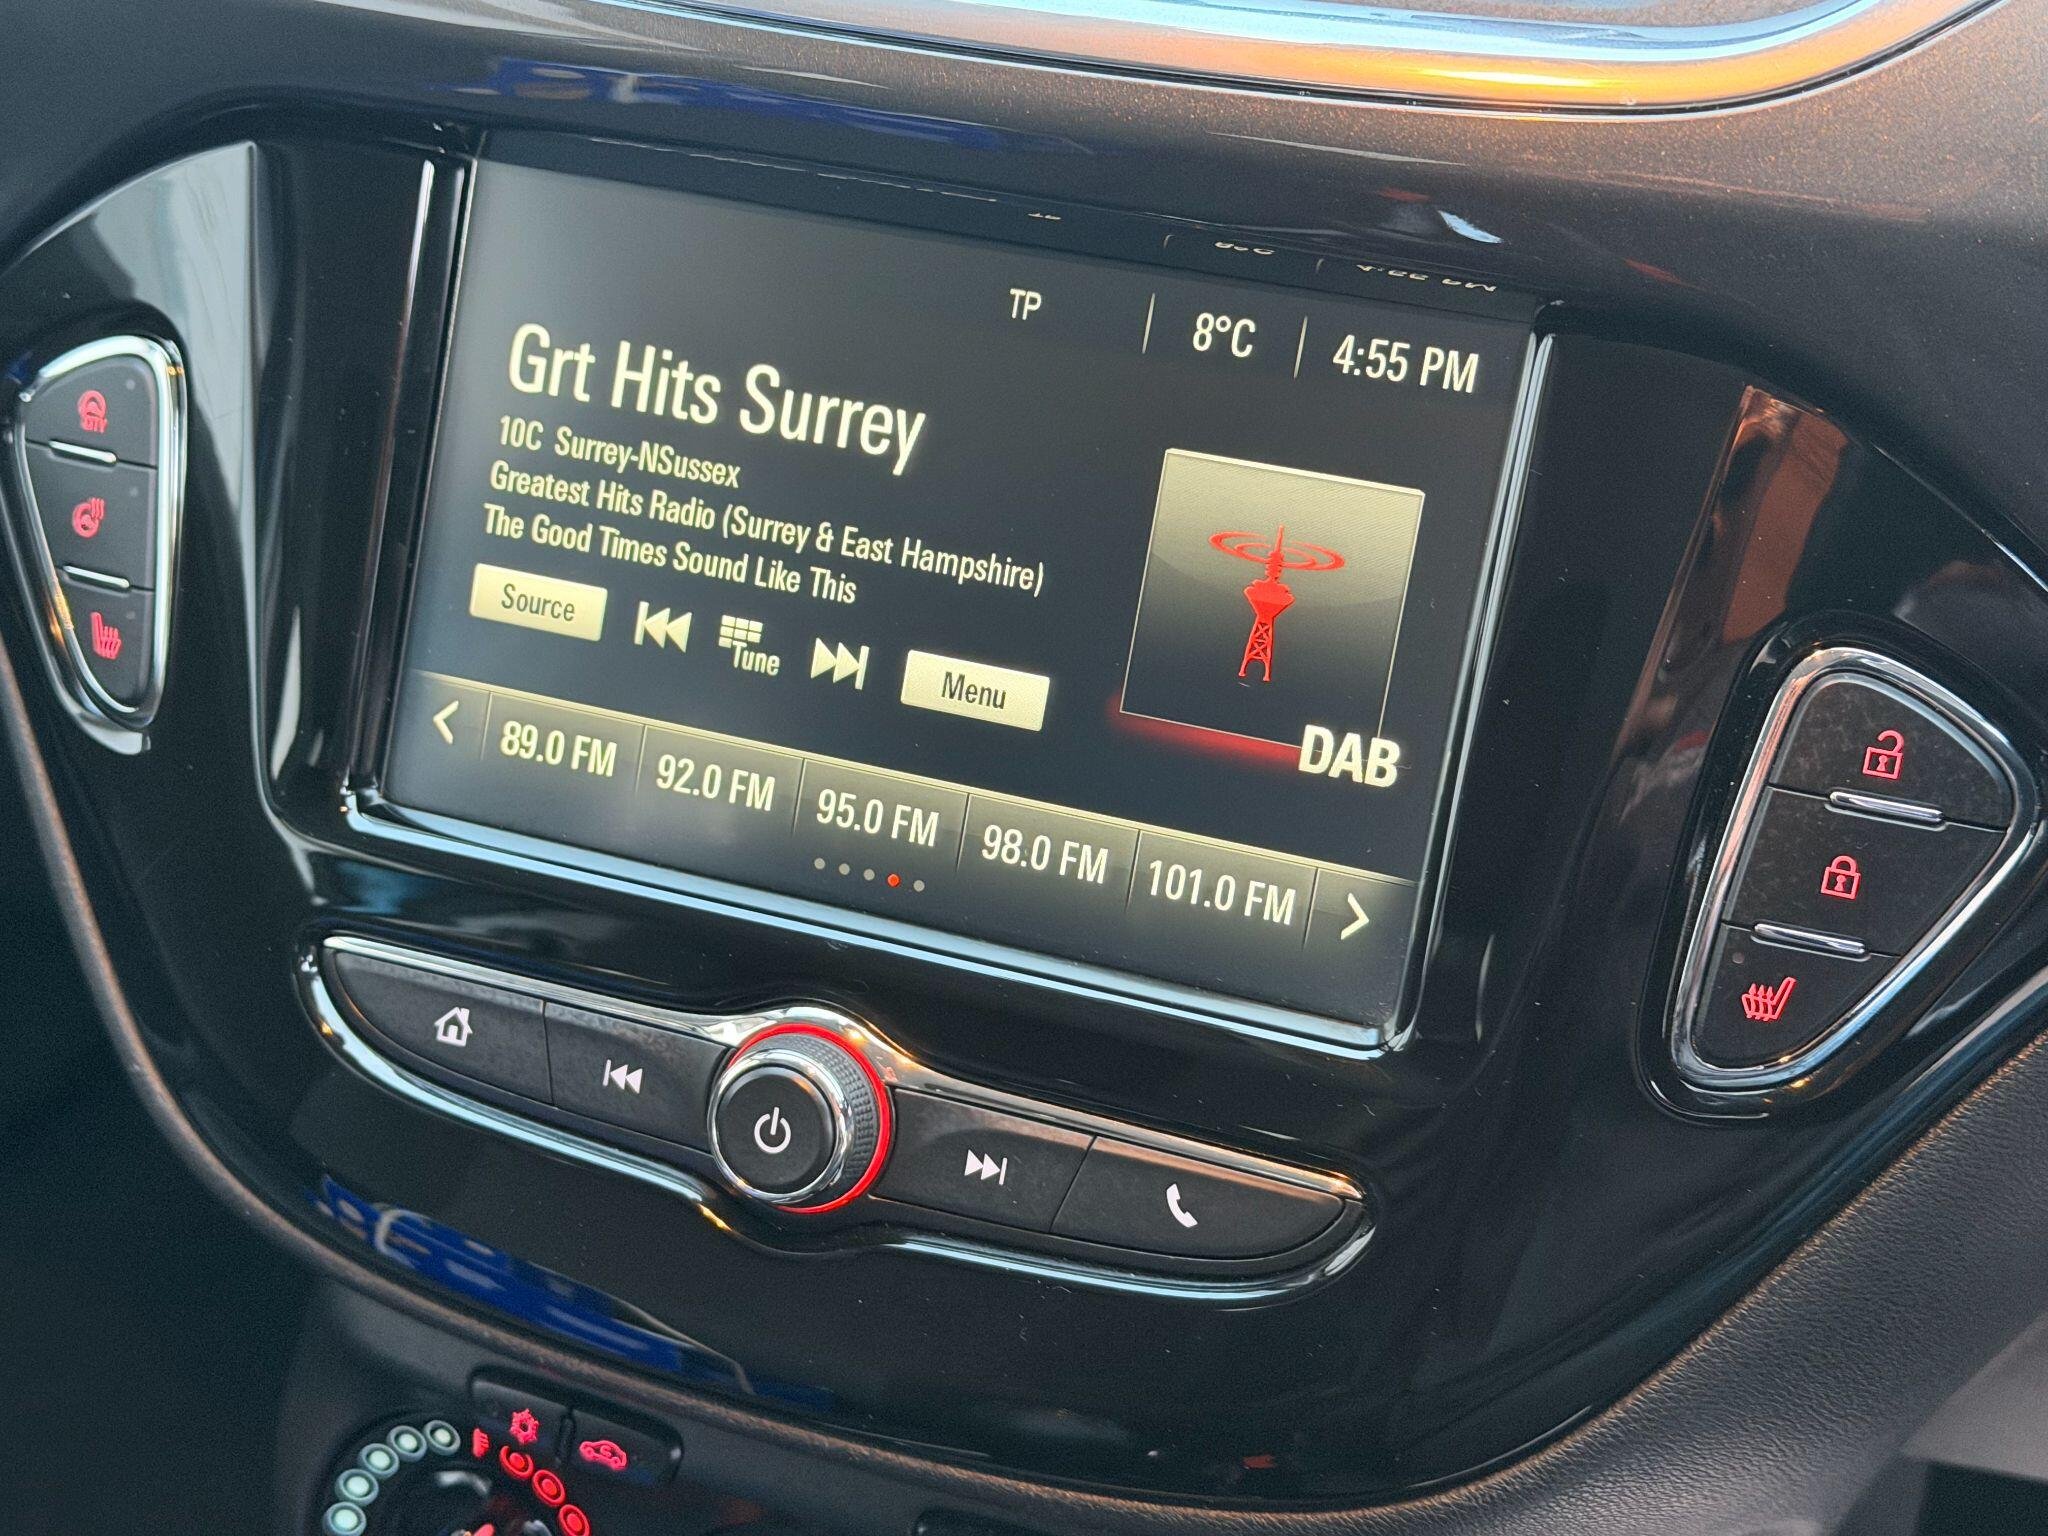 TP 8°C 4:55 PM
Grt Hits Surrey
10C Surrey-NSussex
Greatest Hits Radio (Surrey & East Hampshire)
The Good Times Sound Like This
Source Tune Menu
DAB
89.0 FM 92.0 FM 95.0 FM 98.0 FM 101.0 FM
CITY